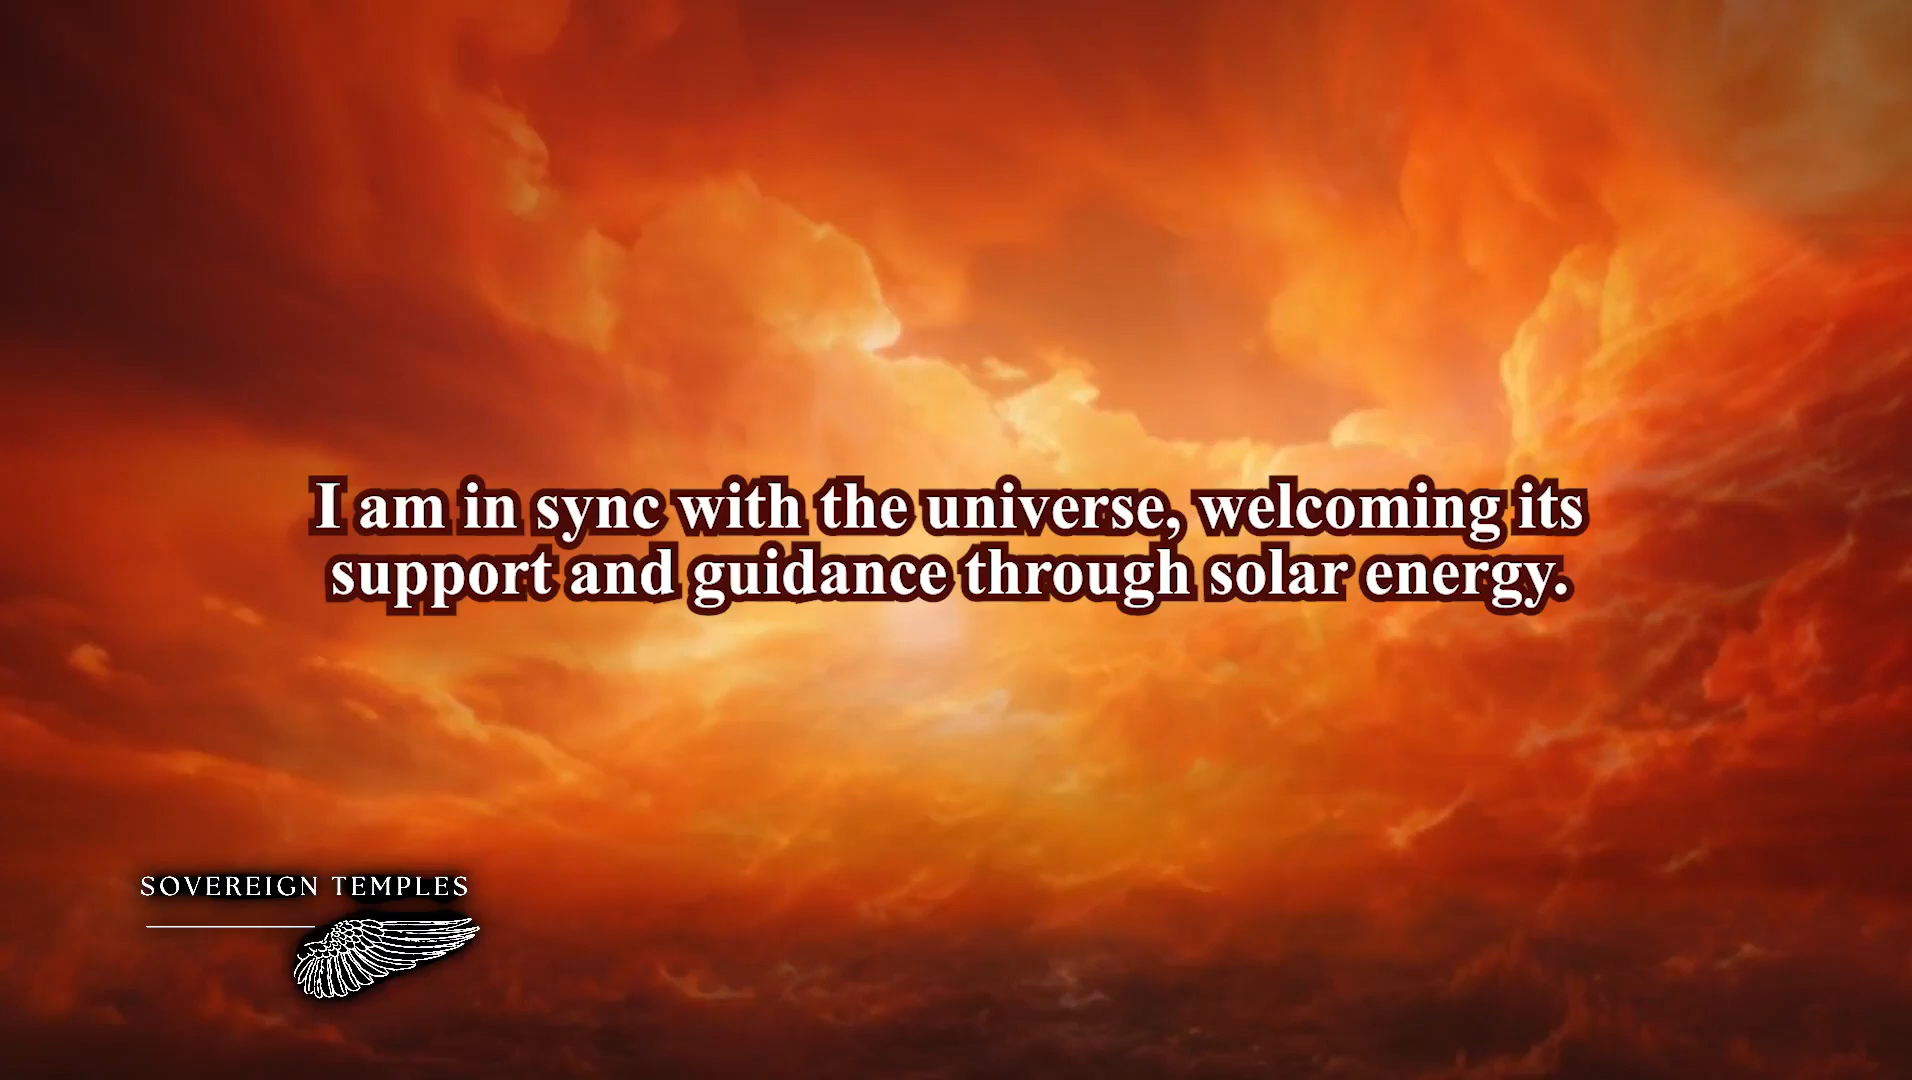 I am in sync with the universe, welcoming its
support and guidance through solar energy.
SOVEREIGN TEMPLES